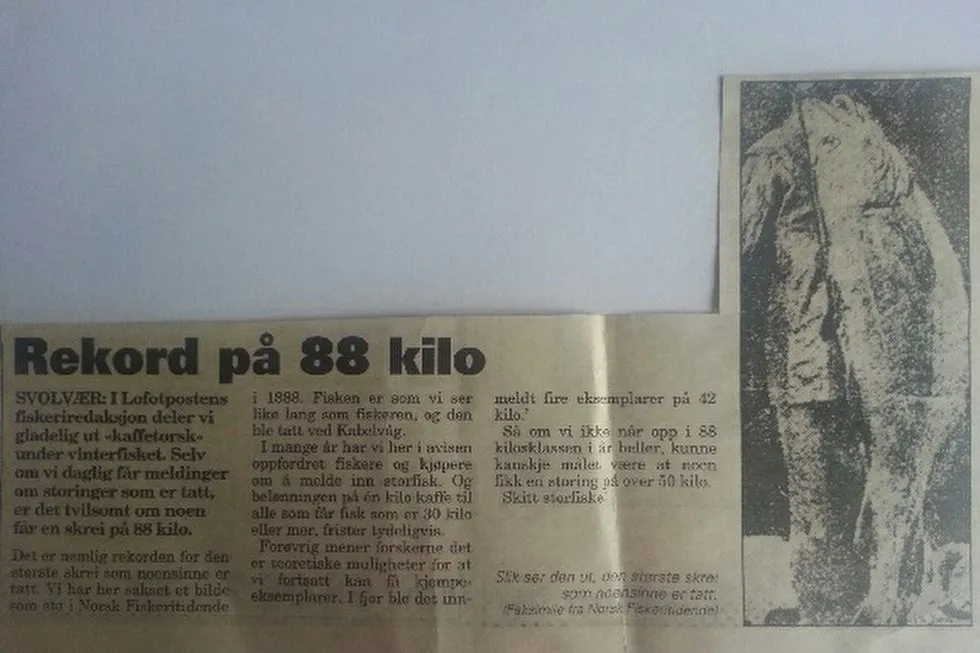 Rekord på 88 kilo
SVOLVÆR: I Lofotpostens
fiskeriredaksjon deler vi
gladelig ut «kaffetorsk»
under vinterfisket. Selv
om vi daglig får meldinger
om storinger som er tatt,
er det tvilsomt om noen
får en skrei på 88 kilo.
Det er nemlig rekorden for den
største skrei som noensinne er
tatt. Vi har her sakset et bilde
som sto i Norsk Fiskeritidende
i 1888. Fisken er som vi ser
like lang som fiskeren, og den
ble tatt ved Kabelvåg.
I mange år har vi her i avisen
oppfordret fiskere og kjøpere
om å melde inn storfisk. Og
belønningen på én kilo kaffe til
alle som får fisk som er 30 kilo
eller mer, frister tydeligvis.
Forøvrig mener forskerne det
er teoretiske muligheter for at
vi fortsatt kan få kjempe-
eksemplarer. I fjor ble det inn-
meldt fire eksemplarer på 42
kilo.
Så om vi ikke når opp i 88
kilosklassen i år heller, kunne
kanskje målet være at noen
fikk en storing på over 50 kilo.
Skitt storfiske
Slik ser den ut, den største skrei
som noensinne er tatt.
(Faksimile fra Norsk Fiskeritidende)